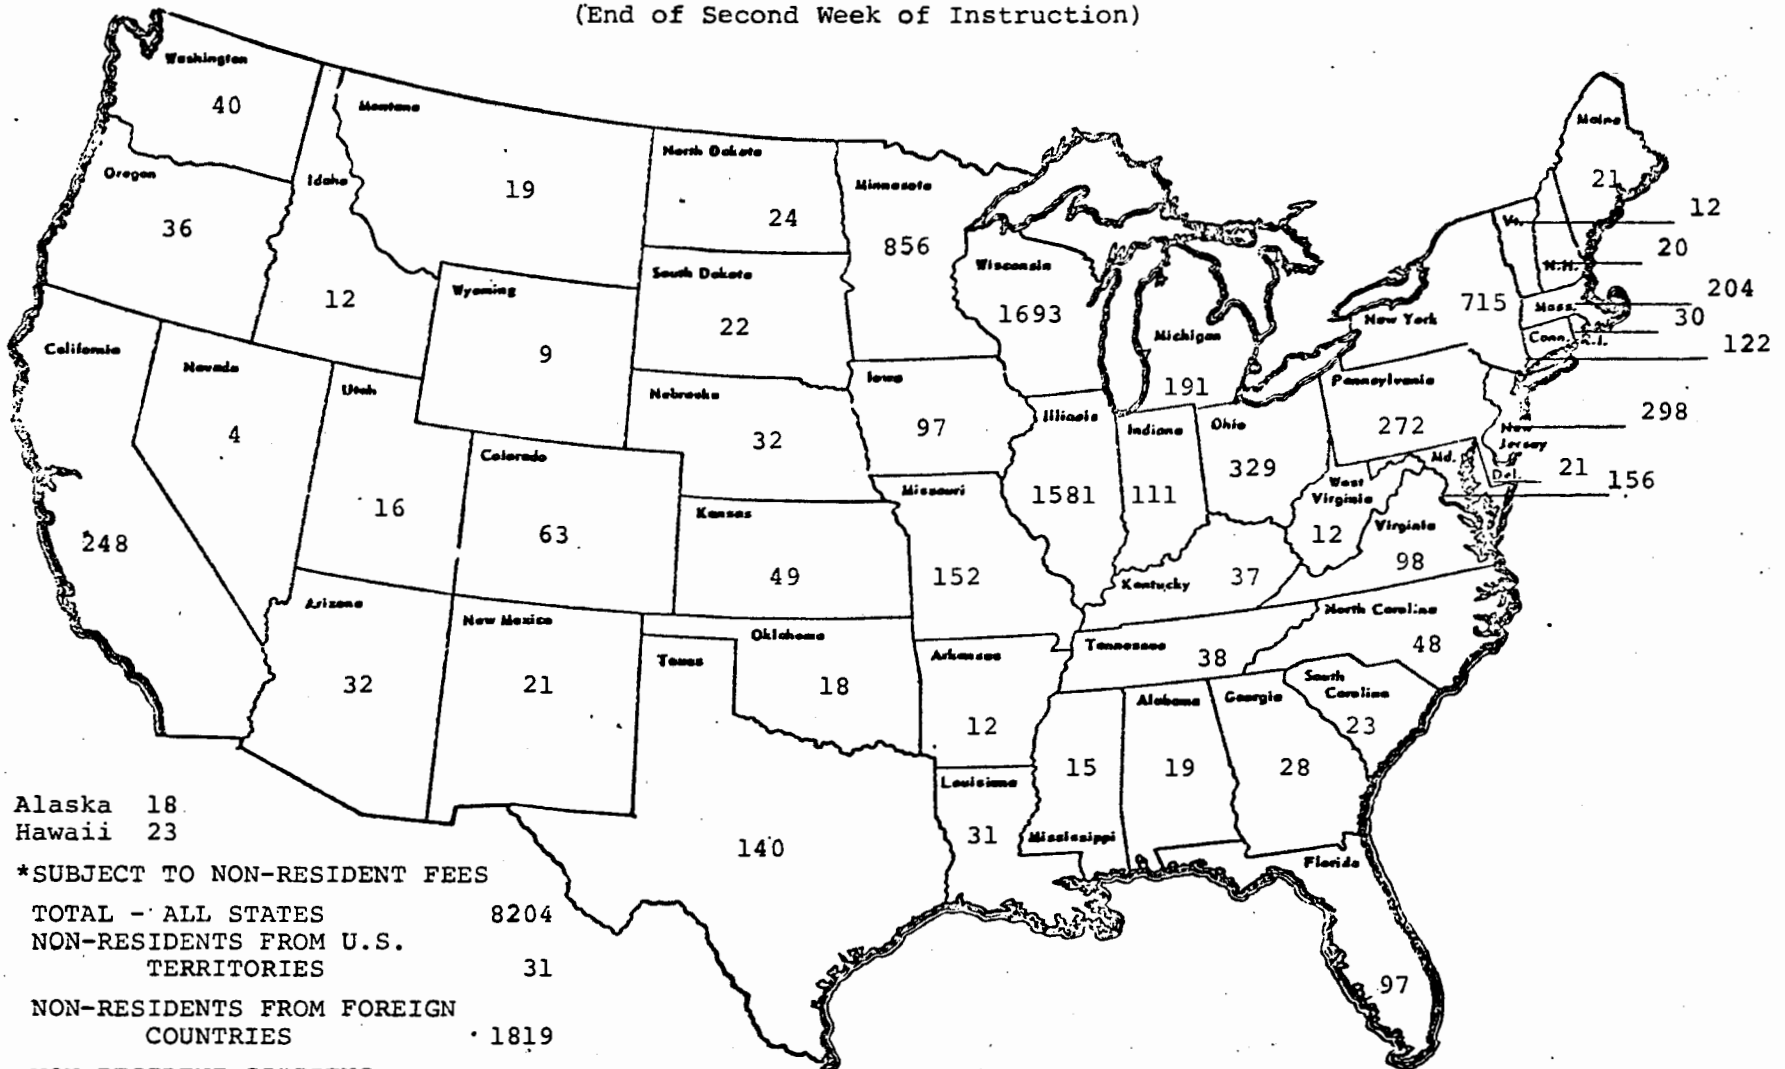 (End of Second Week of Instruction)
Washington
40
Montana
19
Oregon
36
Idaho
12
North Dakota
24
Minnesota
856
Maine
21
Vt.
12
N.H.
20
Mass.
204
R.I.
30
Conn.
122
Wyoming
9
South Dakota
22
Wisconsin
1693
Michigan
191
New York
715
California
248
Nevada
4
Utah
16
Nebraska
32
Iowa
97
Illinois
1581
Indiana
111
Ohio
329
Pennsylvania
272
New
Jersey
298
Del.
21
Md.
156
Colorado
63
Kansas
49
Missouri
152
West
Virginia
12
Virginia
98
Kentucky
37
Arizona
32
New Mexico
21
Texas
140
Oklahoma
18
Arkansas
12
Tennessee
38
North Carolina
48
South
Carolina
23
Louisiana
31
Mississippi
15
Alabama
19
Georgia
28
Florida
97
Alaska 18
Hawaii 23
*SUBJECT TO NON-RESIDENT FEES
TOTAL - ALL STATES 8204
NON-RESIDENTS FROM U.S.
TERRITORIES 31
NON-RESIDENTS FROM FOREIGN
COUNTRIES 1819